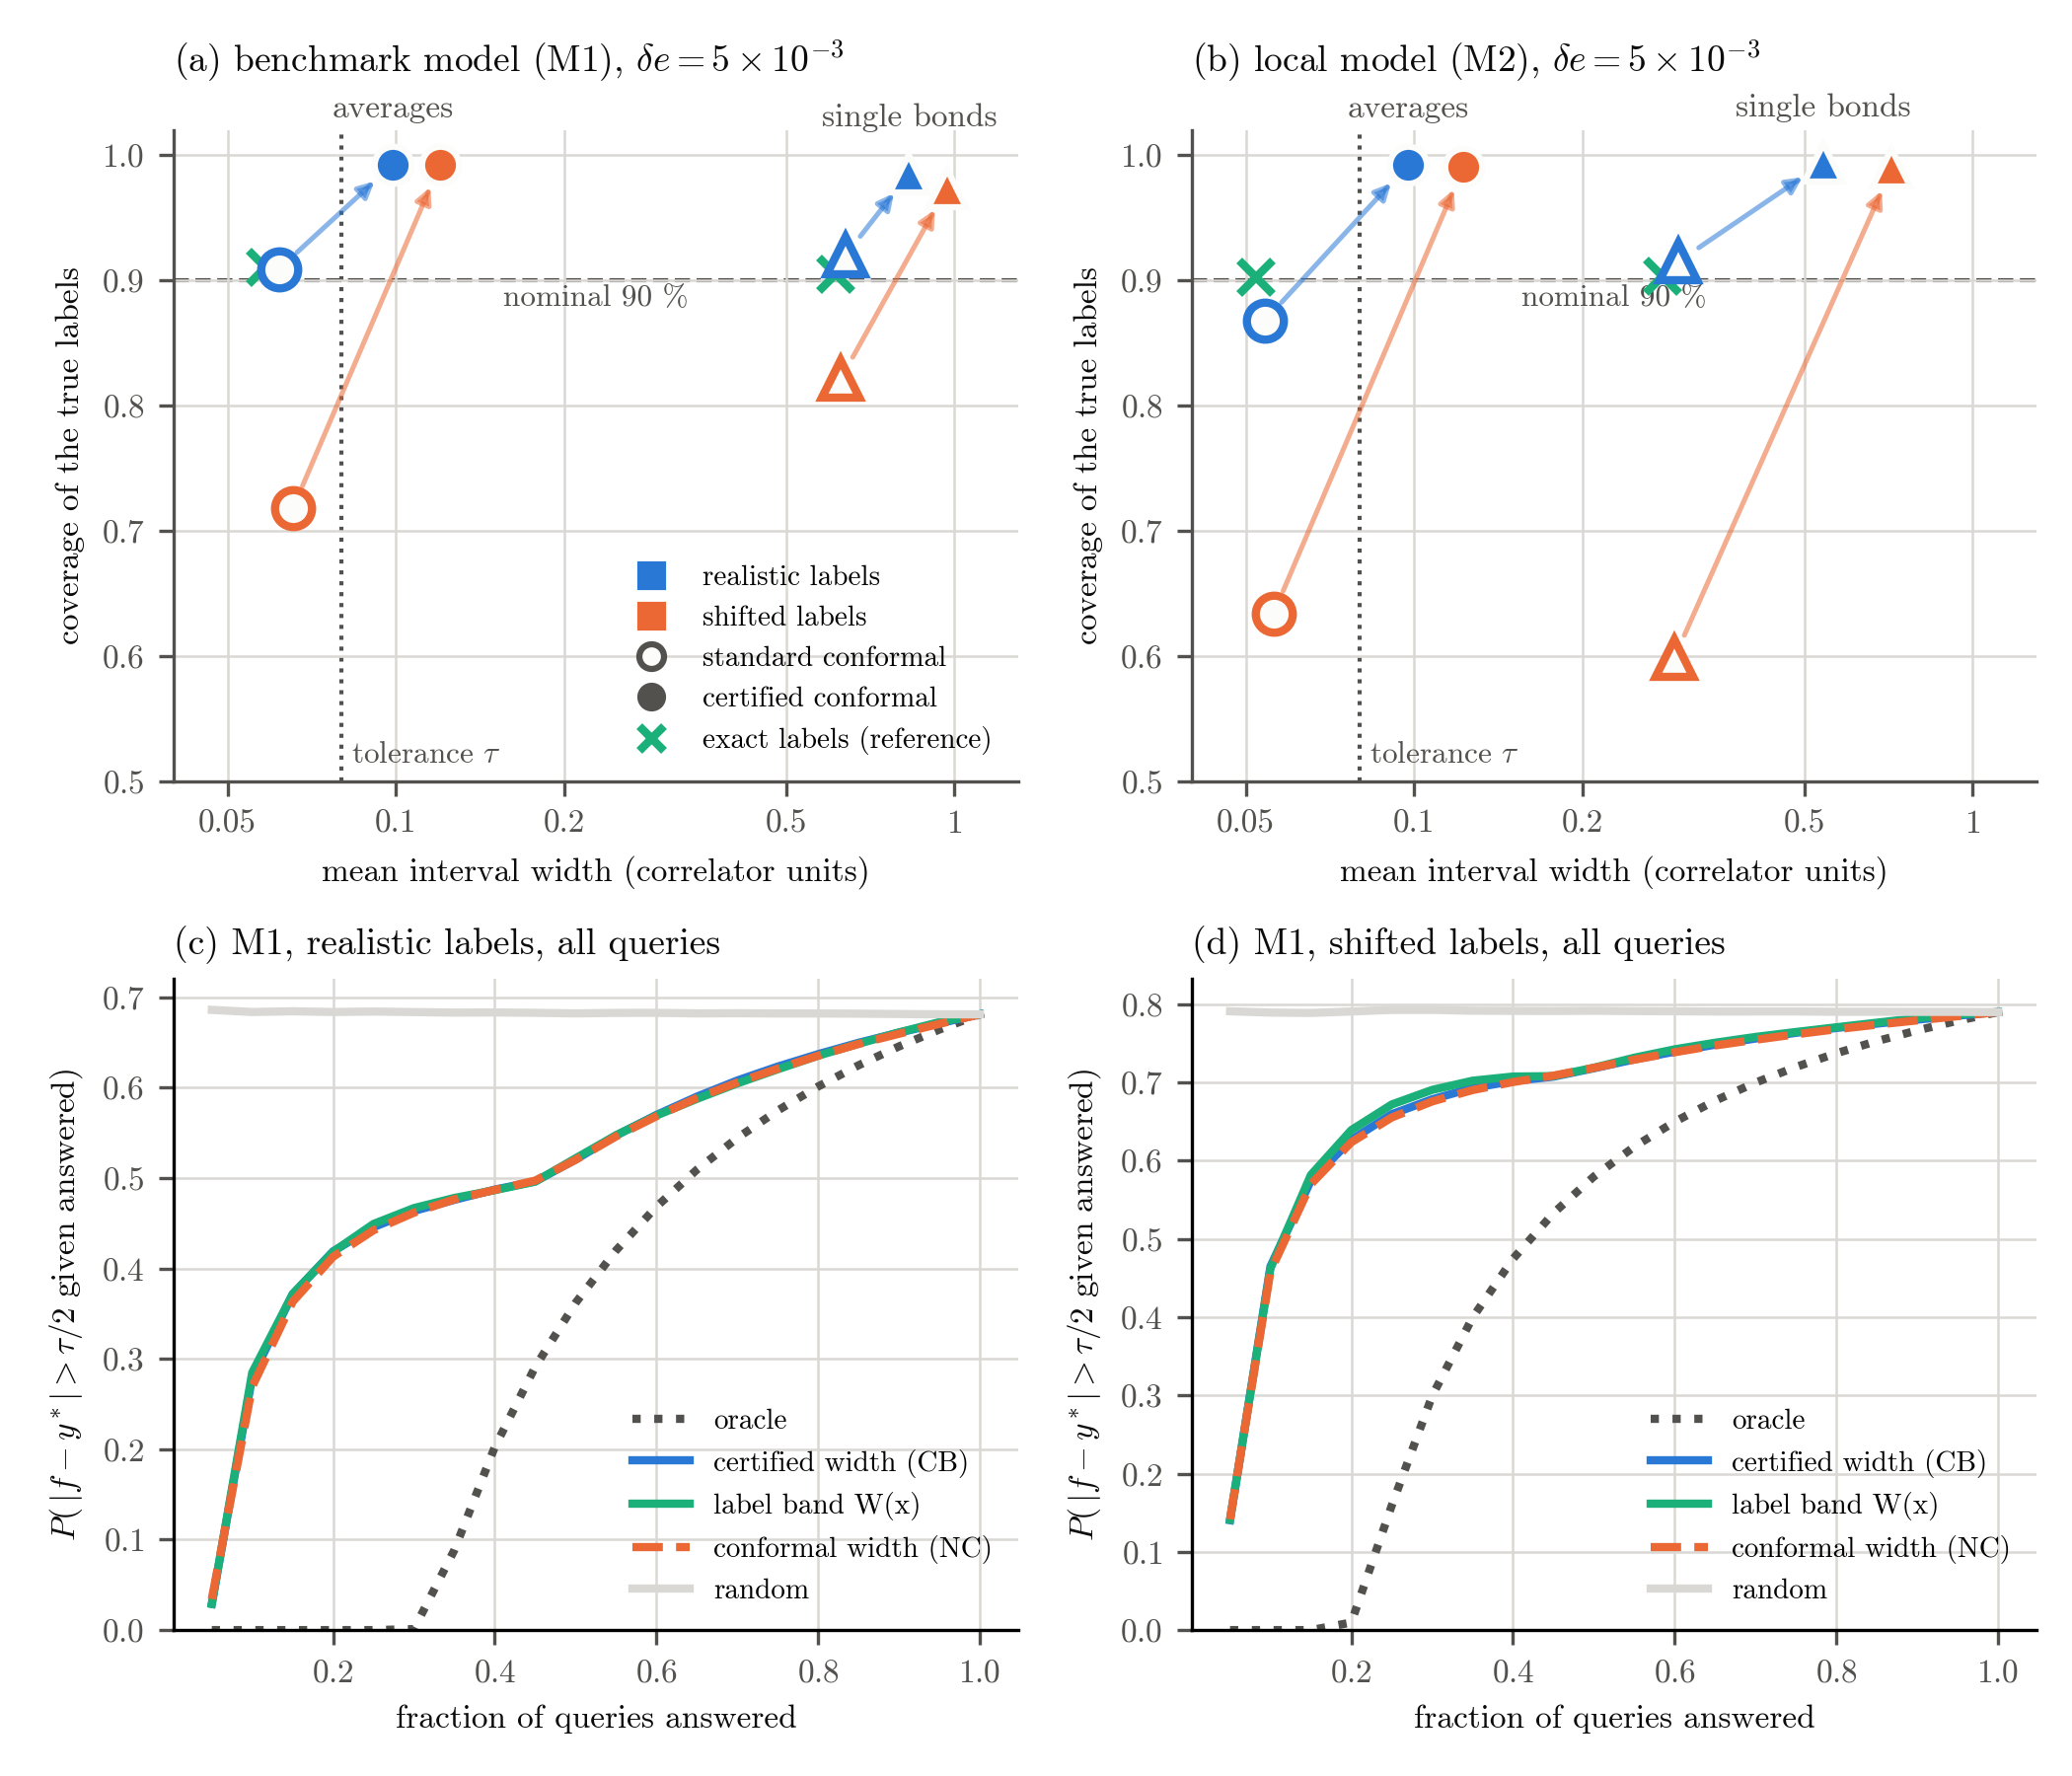 (a) benchmark model (M1), δe = 5 × 10⁻³
averages
single bonds
1.0
0.9
0.8
0.7
0.6
0.5
coverage of the true labels
nominal 90 %
realistic labels
shifted labels
standard conformal
certified conformal
exact labels (reference)
tolerance τ
0.05
0.1
0.2
0.5
1
mean interval width (correlator units)
(b) local model (M2), δe = 5 × 10⁻³
averages
single bonds
1.0
0.9
0.8
0.7
0.6
0.5
coverage of the true labels
nominal 90 %
tolerance τ
0.05
0.1
0.2
0.5
1
mean interval width (correlator units)
(c) M1, realistic labels, all queries
0.7
0.6
0.5
0.4
0.3
0.2
0.1
0.0
P(|f − y*| > τ/2 given answered)
oracle
certified width (CB)
label band W(x)
conformal width (NC)
random
0.2
0.4
0.6
0.8
1.0
fraction of queries answered
(d) M1, shifted labels, all queries
0.8
0.7
0.6
0.5
0.4
0.3
0.2
0.1
0.0
P(|f − y*| > τ/2 given answered)
oracle
certified width (CB)
label band W(x)
conformal width (NC)
random
0.2
0.4
0.6
0.8
1.0
fraction of queries answered